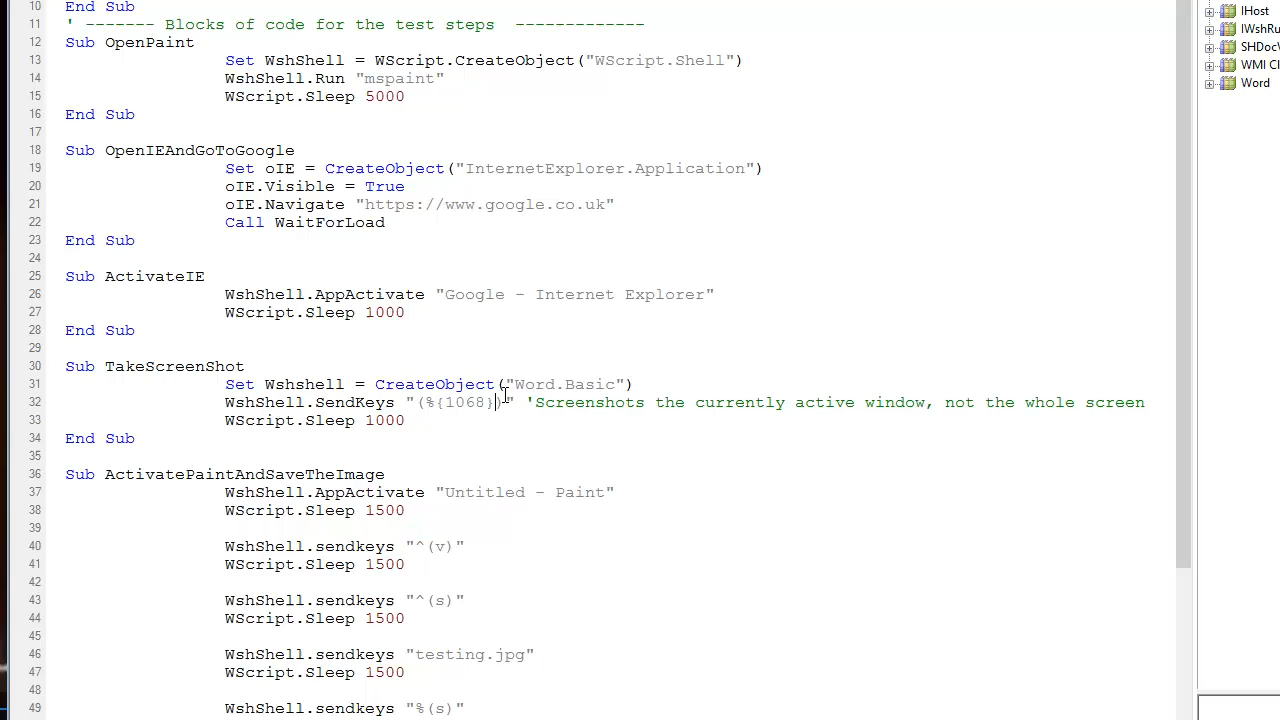 10 End Sub
11 ' ------- Blocks of code for the test steps -------------
12 Sub OpenPaint
13 Set WshShell = WScript.CreateObject("WScript.Shell")
14 WshShell.Run "mspaint"
15 WScript.Sleep 5000
16 End Sub
17
18 Sub OpenIEAndGoToGoogle
19 Set oIE = CreateObject("InternetExplorer.Application")
20 oIE.Visible = True
21 oIE.Navigate "https://www.google.co.uk"
22 Call WaitForLoad
23 End Sub
24
25 Sub ActivateIE
26 WshShell.AppActivate "Google - Internet Explorer"
27 WScript.Sleep 1000
28 End Sub
29
30 Sub TakeScreenShot
31 Set Wshshell = CreateObject("Word.Basic")
32 WshShell.SendKeys "(%{1068})" 'Screenshots the currently active window, not the whole screen
33 WScript.Sleep 1000
34 End Sub
35
36 Sub ActivatePaintAndSaveTheImage
37 WshShell.AppActivate "Untitled - Paint"
38 WScript.Sleep 1500
39
40 WshShell.sendkeys "^(v)"
41 WScript.Sleep 1500
42
43 WshShell.sendkeys "^(s)"
44 WScript.Sleep 1500
45
46 WshShell.sendkeys "testing.jpg"
47 WScript.Sleep 1500
48
49 WshShell.sendkeys "%(s)"
IHost
IWshRu
SHDocV
WMI Cl
Word